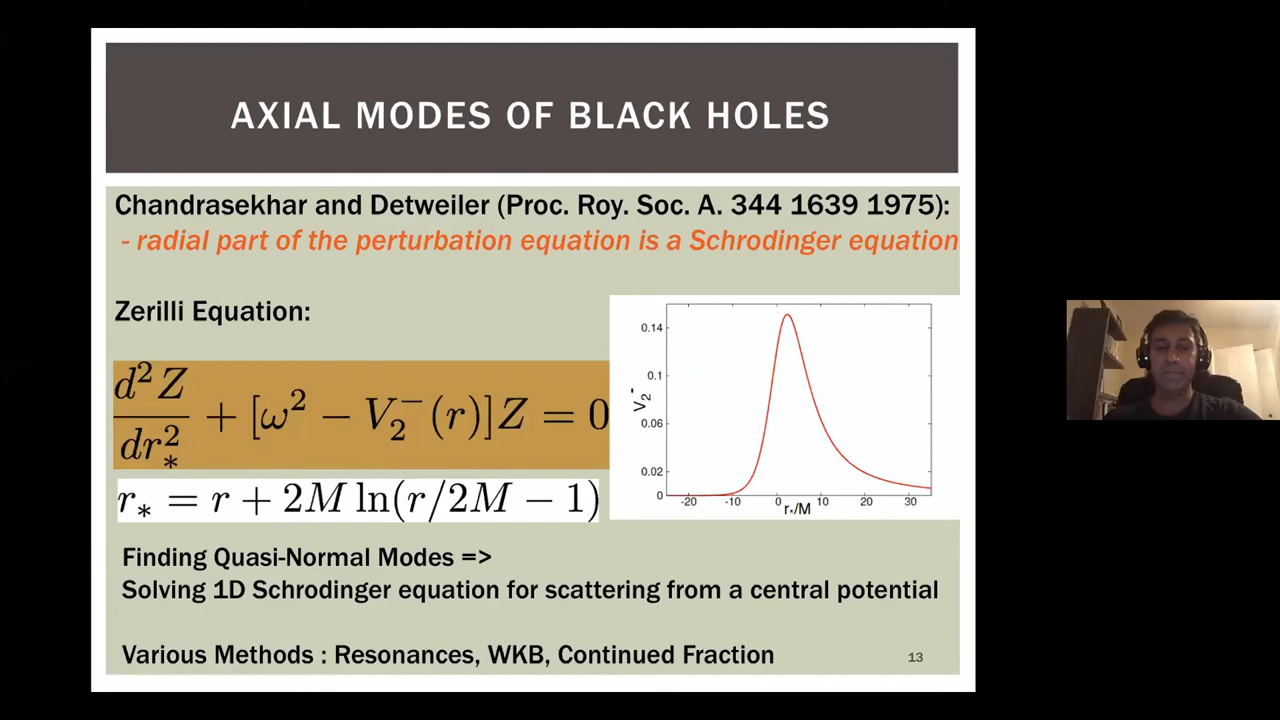 AXIAL MODES OF BLACK HOLES
Chandrasekhar and Detweiler (Proc. Roy. Soc. A. 344 1639 1975):
- radial part of the perturbation equation is a Schrodinger equation
Zerilli Equation:
d²Z/dr²_* + [ω² − V₂⁻(r)]Z = 0
r_* = r + 2M ln(r/2M − 1)
0.14
0.1
0.06
0.02
0
V₂⁻
-20 -10 0 10 20 30
r_*/M
Finding Quasi-Normal Modes =>
Solving 1D Schrodinger equation for scattering from a central potential
Various Methods : Resonances, WKB, Continued Fraction
13